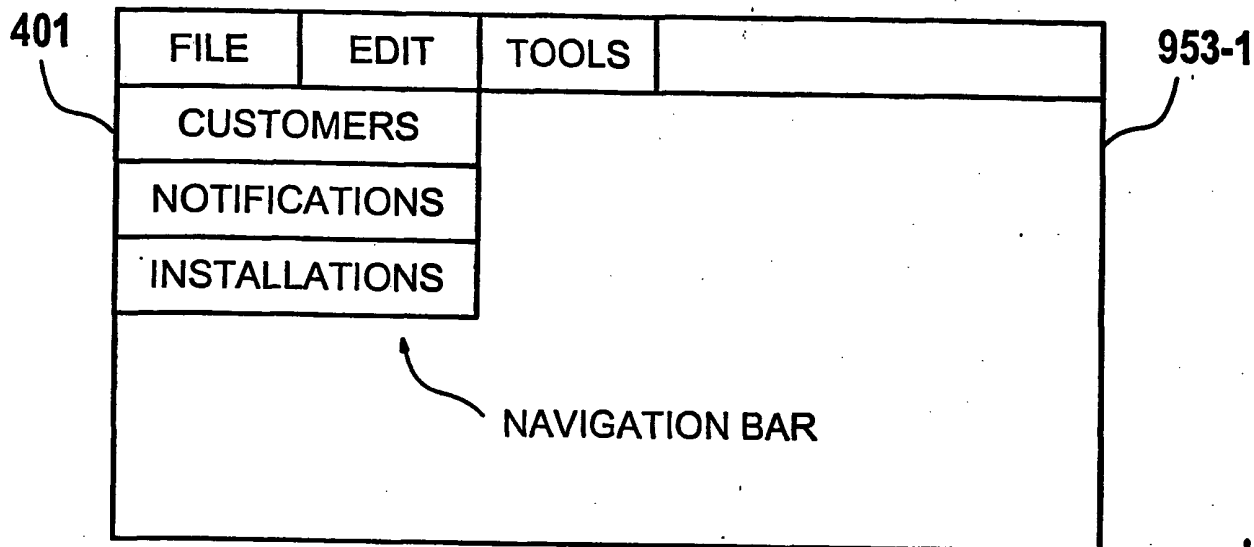 401 FILE EDIT TOOLS 953-1
CUSTOMERS
NOTIFICATIONS
INSTALLATIONS
NAVIGATION BAR